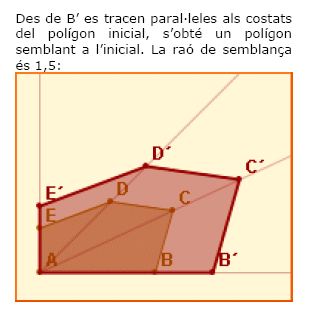 Des de B’ es tracen paral·leles als costats
del polígon inicial, s’obté un polígon
semblant a l’inicial. La raó de semblança
és 1,5:
D´
C´
E´
D
C
E
A
B
B´